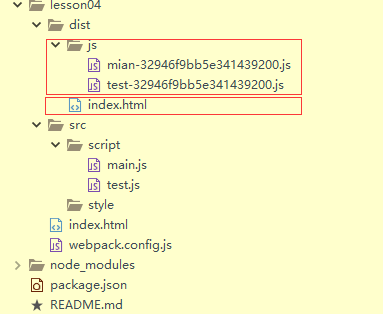 lesson04
dist
js
mian-32946f9bb5e341439200.js
test-32946f9bb5e341439200.js
index.html
src
script
main.js
test.js
style
index.html
webpack.config.js
node_modules
package.json
README.md